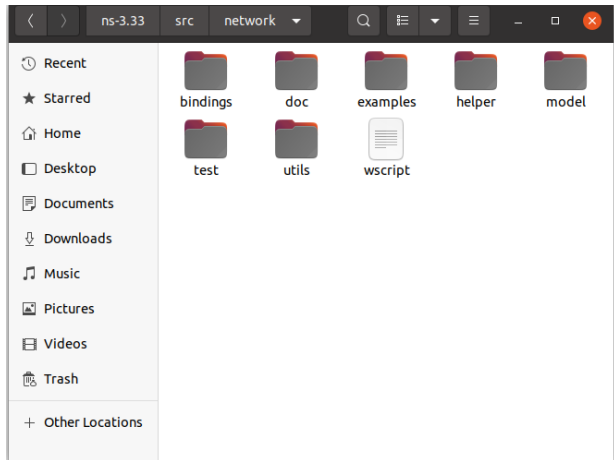 ns-3.33 src network
Recent
Starred
Home
Desktop
Documents
Downloads
Music
Pictures
Videos
Trash
Other Locations
bindings doc examples helper model
test utils wscript